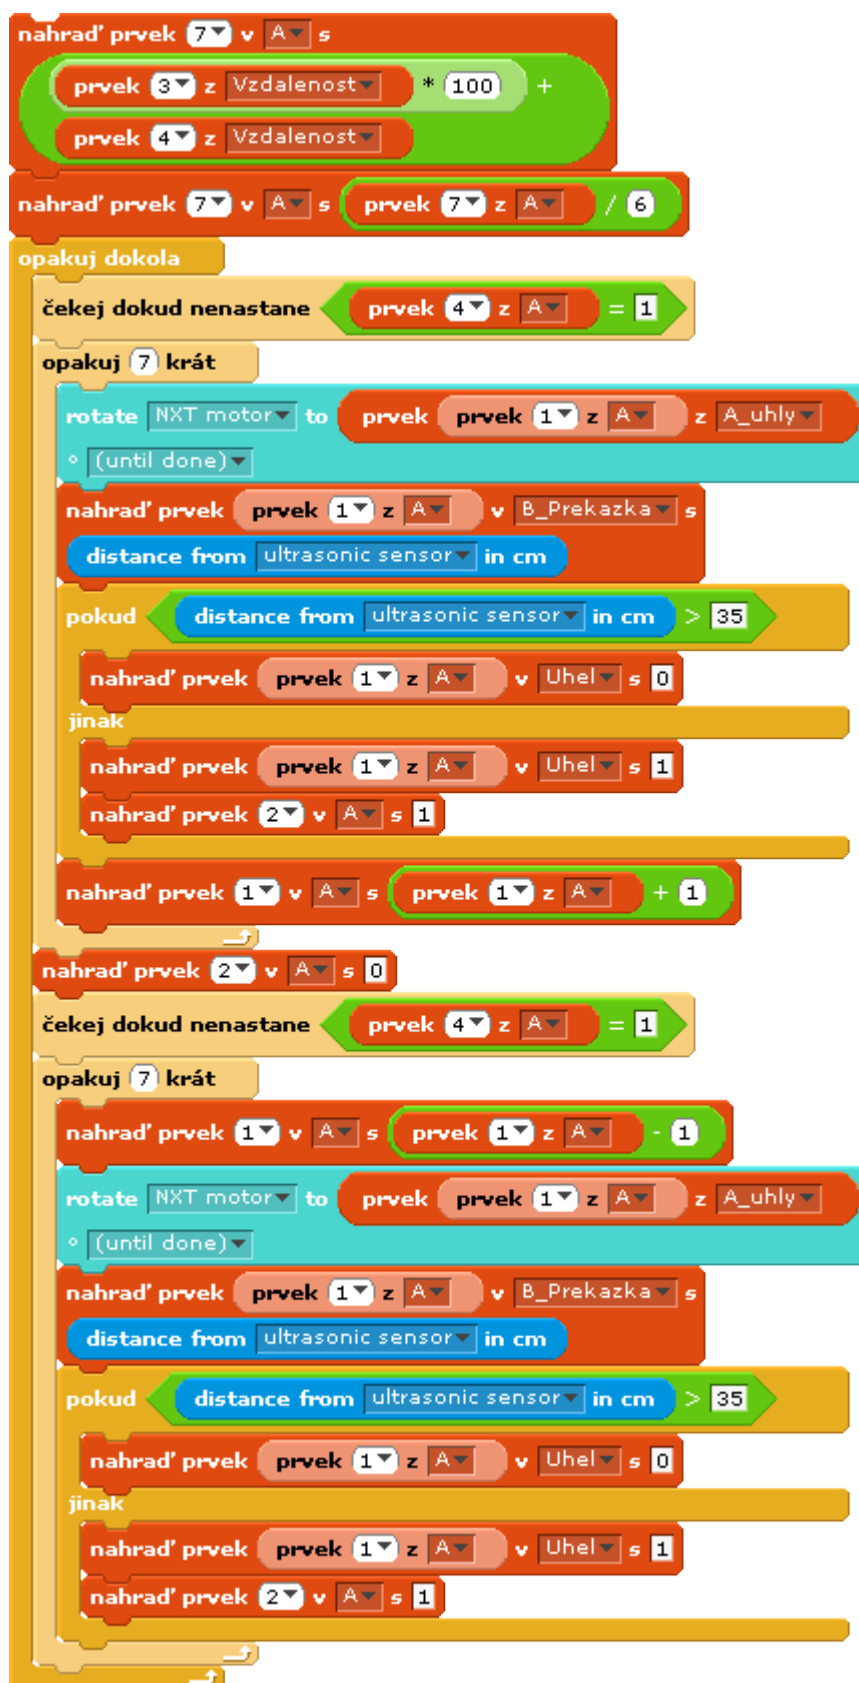 nahraď prvek 7 v A s
prvek 3 z Vzdalenost * 100 +
prvek 4 z Vzdalenost
nahraď prvek 7 v A s prvek 7 z A / 6
opakuj dokola
čekej dokud nenastane prvek 4 z A = 1
opakuj 7 krát
rotate NXT motor to prvek prvek 1 z A z A_uhly
° (until done)
nahraď prvek prvek 1 z A v B_Prekazka s
distance from ultrasonic sensor in cm
pokud distance from ultrasonic sensor in cm > 35
nahraď prvek prvek 1 z A v Uhel s 0
jinak
nahraď prvek prvek 1 z A v Uhel s 1
nahraď prvek 2 v A s 1
nahraď prvek 1 v A s prvek 1 z A + 1
nahraď prvek 2 v A s 0
čekej dokud nenastane prvek 4 z A = 1
opakuj 7 krát
nahraď prvek 1 v A s prvek 1 z A - 1
rotate NXT motor to prvek prvek 1 z A z A_uhly
° (until done)
nahraď prvek prvek 1 z A v B_Prekazka s
distance from ultrasonic sensor in cm
pokud distance from ultrasonic sensor in cm > 35
nahraď prvek prvek 1 z A v Uhel s 0
jinak
nahraď prvek prvek 1 z A v Uhel s 1
nahraď prvek 2 v A s 1